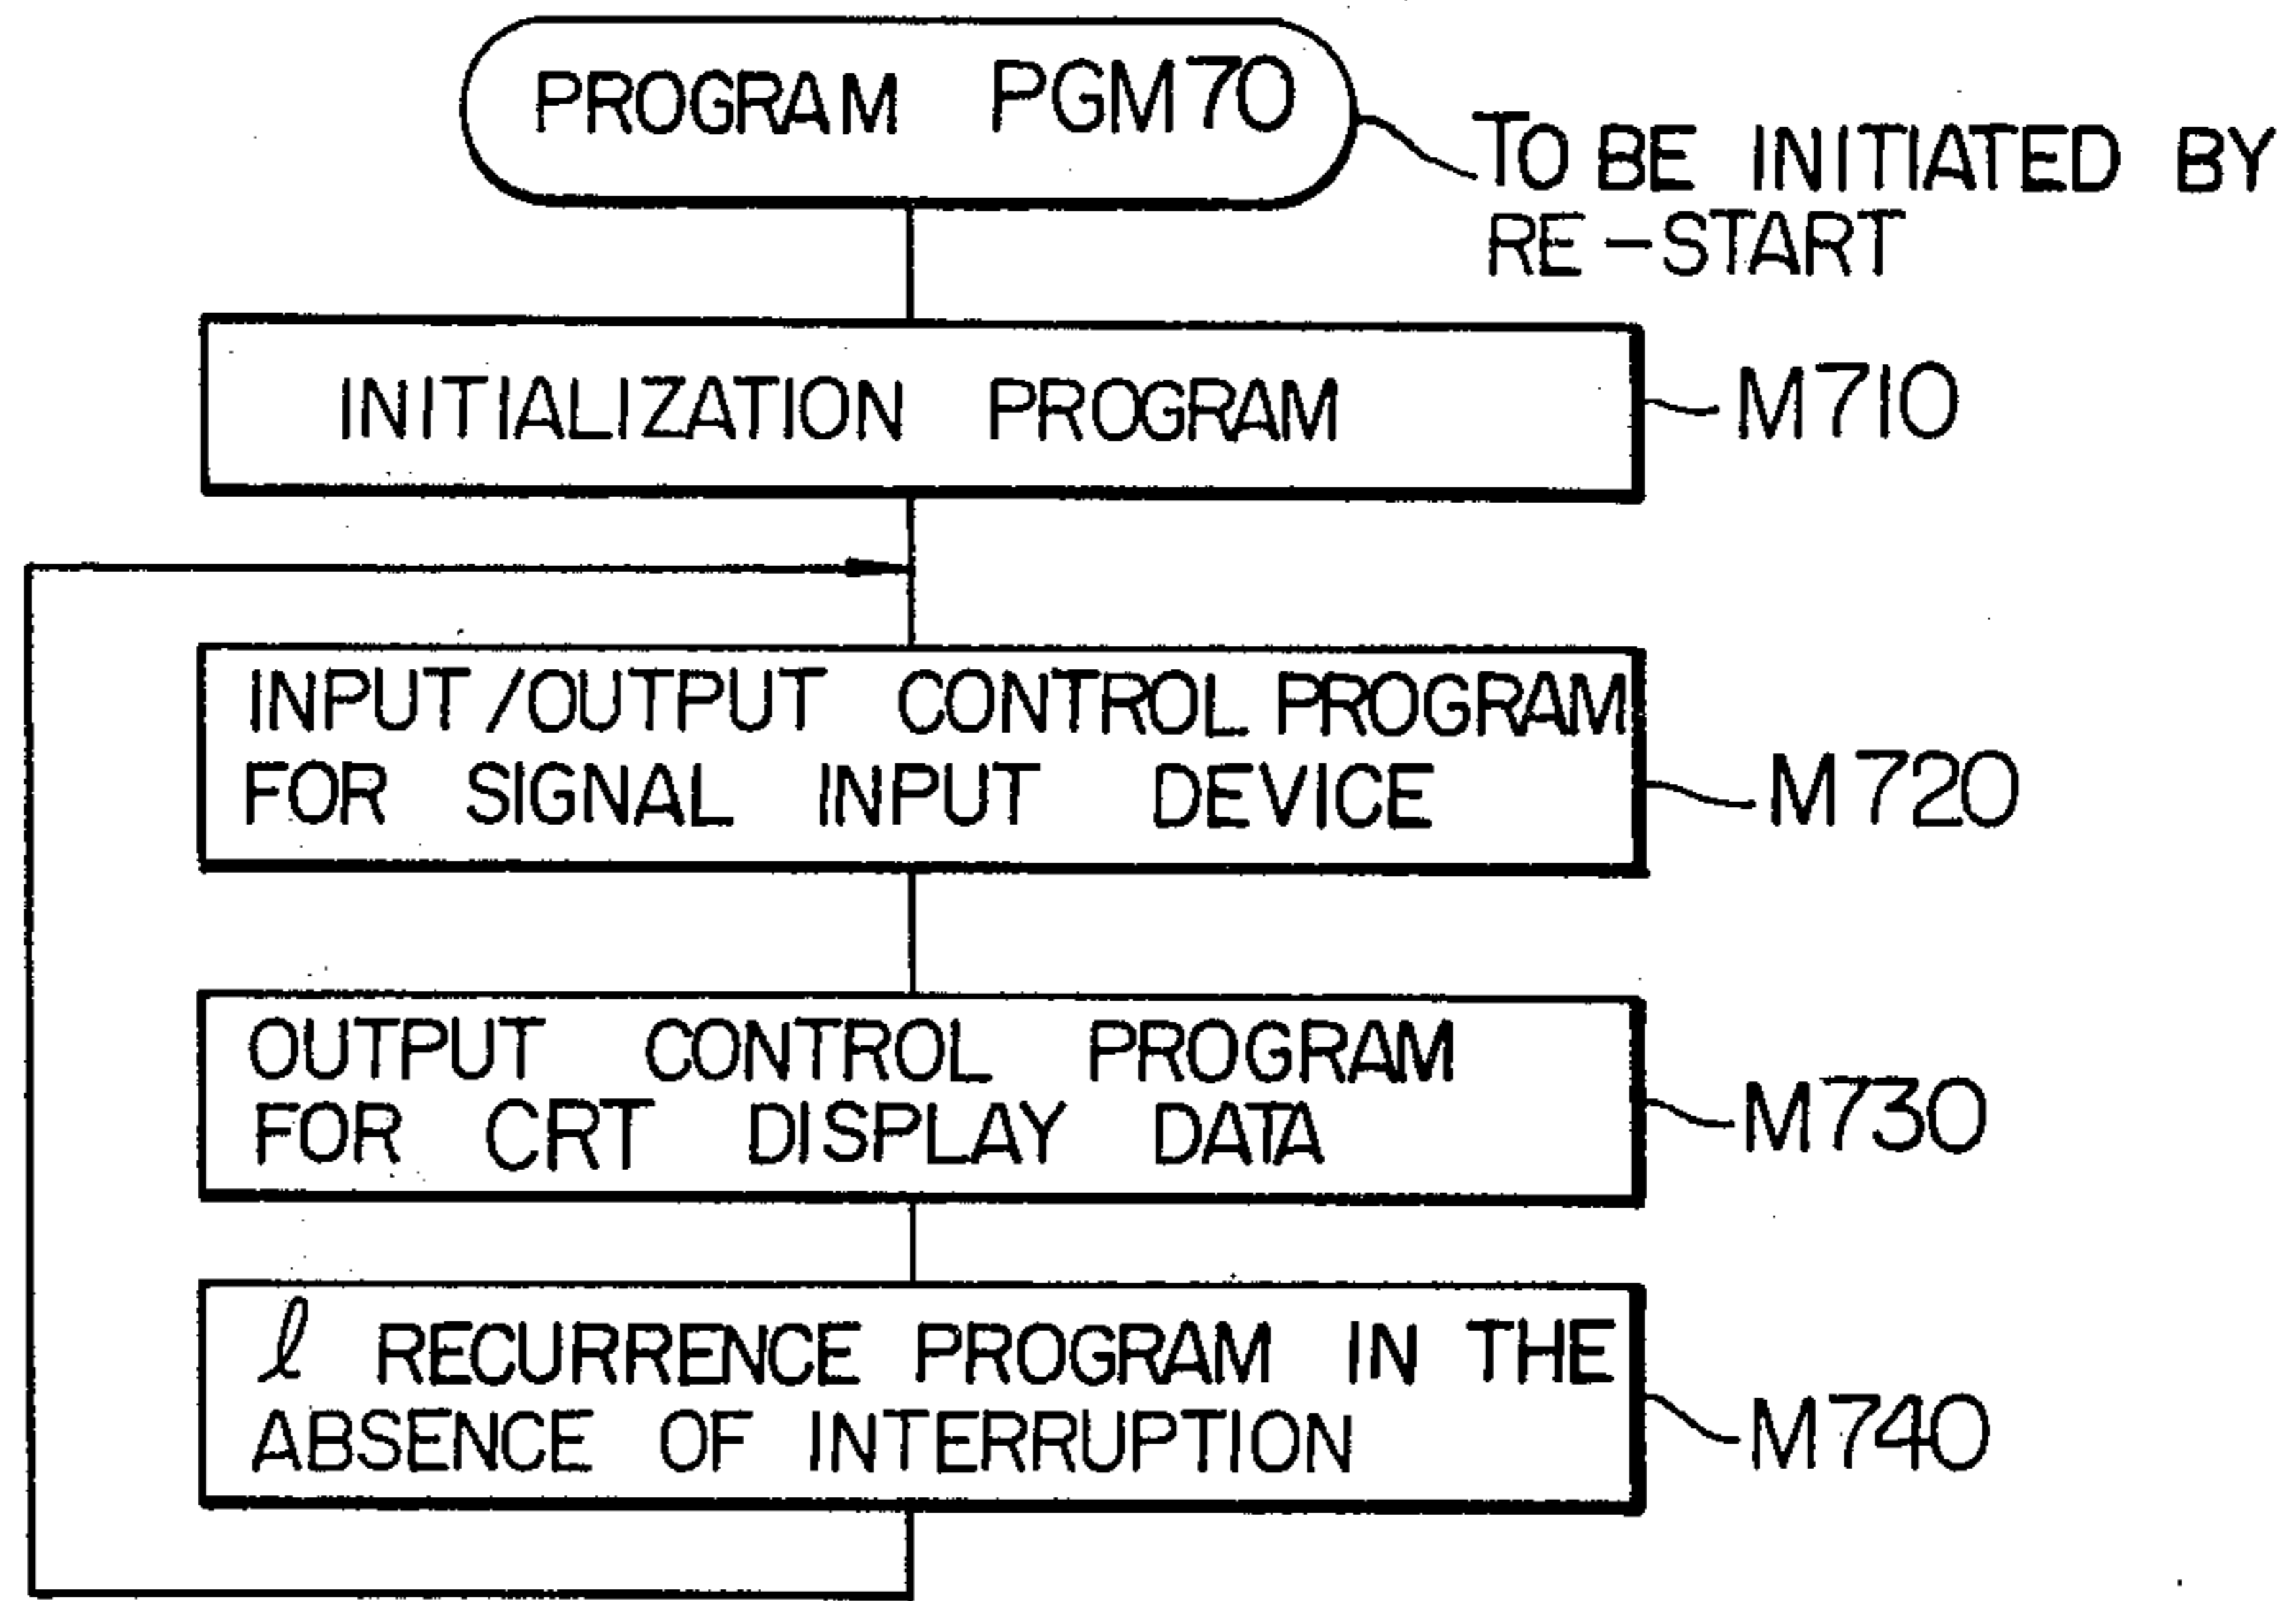 PROGRAM PGM70
TO BE INITIATED BY
RE-START
INITIALIZATION PROGRAM
M710
INPUT/OUTPUT CONTROL PROGRAM
FOR SIGNAL INPUT DEVICE
M720
OUTPUT CONTROL PROGRAM
FOR CRT DISPLAY DATA
M730
ℓ RECURRENCE PROGRAM IN THE
ABSENCE OF INTERRUPTION
M740